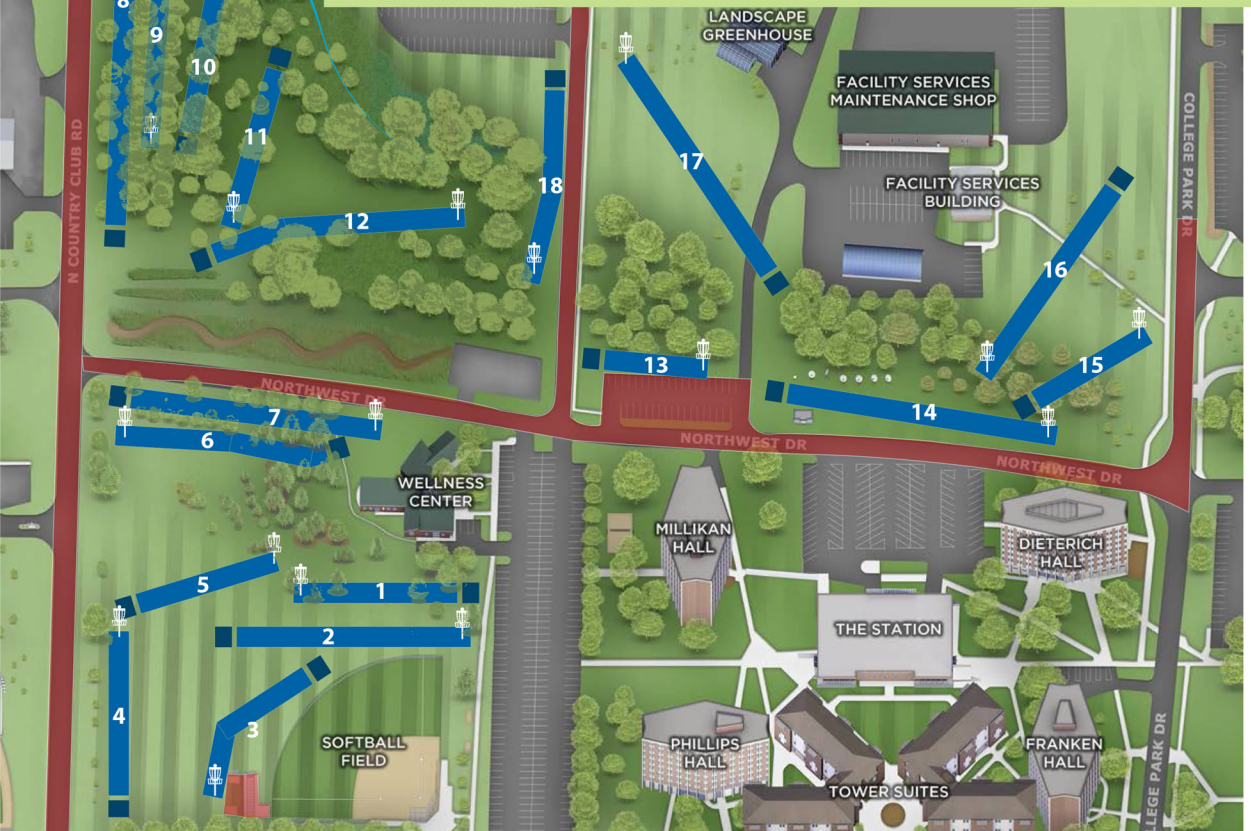 8
9
10
11
12
18
17
13
14
15
16
7
6
5
1
2
3
4
LANDSCAPE
GREENHOUSE
FACILITY SERVICES
MAINTENANCE SHOP
FACILITY SERVICES
BUILDING
N COUNTRY CLUB RD
COLLEGE PARK DR
NORTHWEST DR
NORTHWEST DR
NORTHWEST DR
WELLNESS
CENTER
MILLIKAN
HALL
DIETERICH
HALL
THE STATION
SOFTBALL
FIELD
PHILLIPS
HALL
FRANKEN
HALL
TOWER SUITES
LLEGE PARK DR